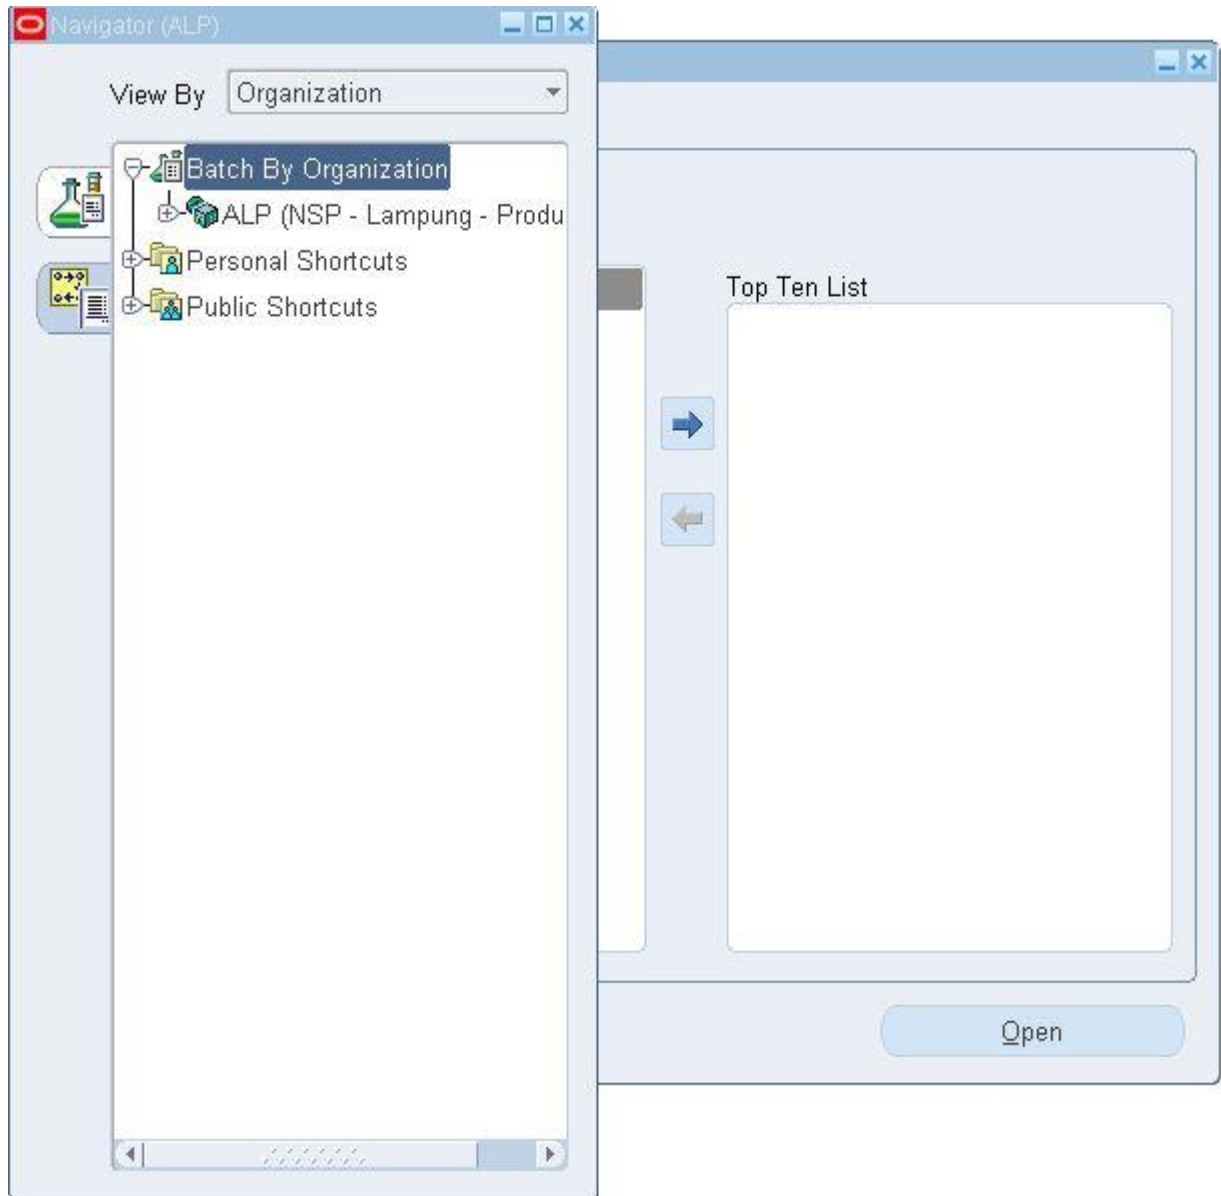 Navigator (ALP)
View By Organization
Batch By Organization
ALP (NSP - Lampung - Produ
Personal Shortcuts
Public Shortcuts
Top Ten List
Open